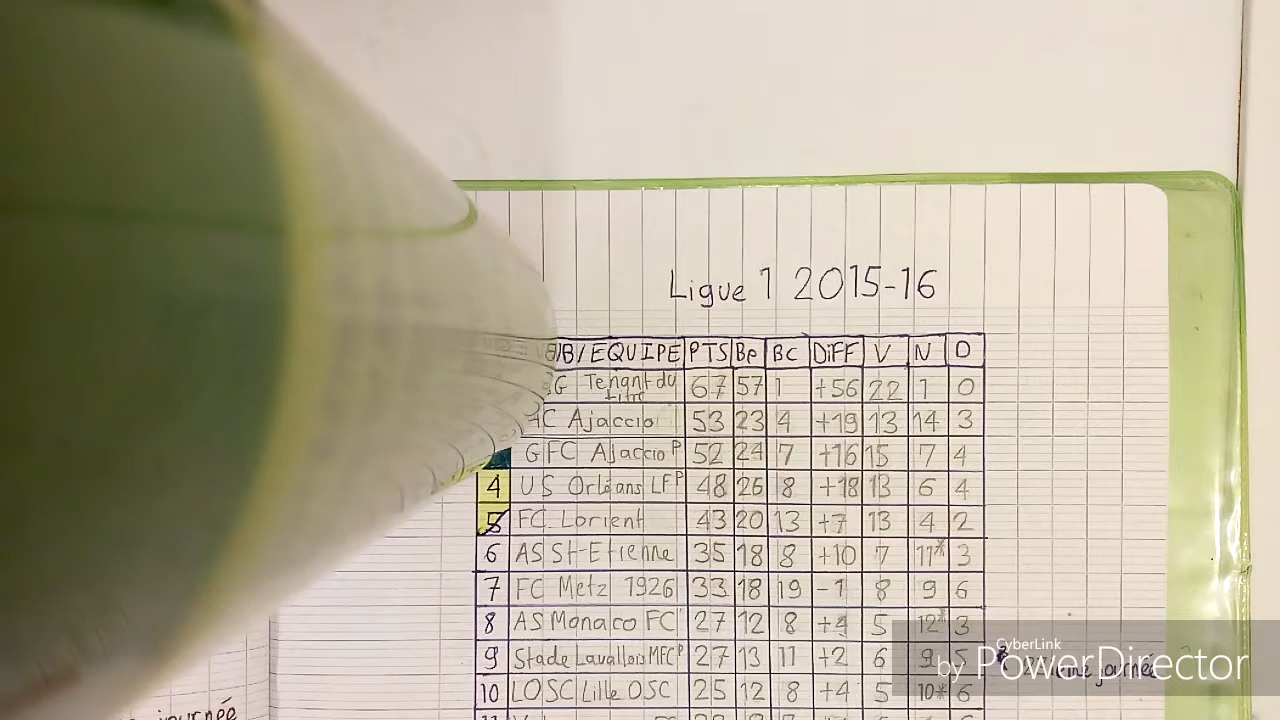 Ligue 1 2015-16
B/EQUIPE PTS Bp BC DiFF V N D
G Tenant du titre 67 57 1 +56 22 1 0
AC Ajaccio 53 23 4 +19 13 14 3
GFC Ajaccio P 52 24 7 +16 15 7 4
4 US Orléans LF P 48 26 8 +18 13 6 4
5 FC Lorient 43 20 13 +7 13 4 2
6 AS St-Etienne 35 18 8 +10 7 11* 3
7 FC Metz 1926 33 18 19 -1 8 9 6
8 AS Monaco FC 27 12 8 +4 5 12* 3
9 Stade Lavallois MFC P 27 13 11 +2 6 9 5
10 LOSC Lille OSC 25 12 8 +4 5 10* 6
journée
journée
CyberLink
by PowerDirector